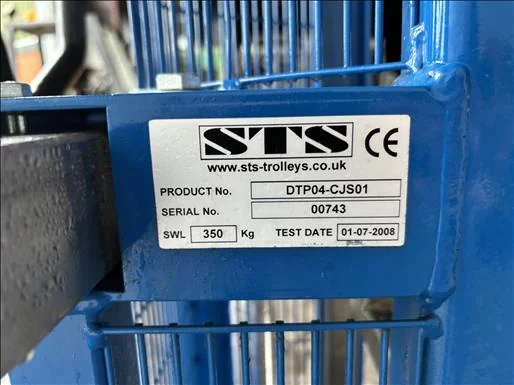 STS CE
www.sts-trolleys.co.uk
PRODUCT No. DTP04-CJS01
SERIAL No. 00743
SWL 350 Kg TEST DATE 01-07-2008